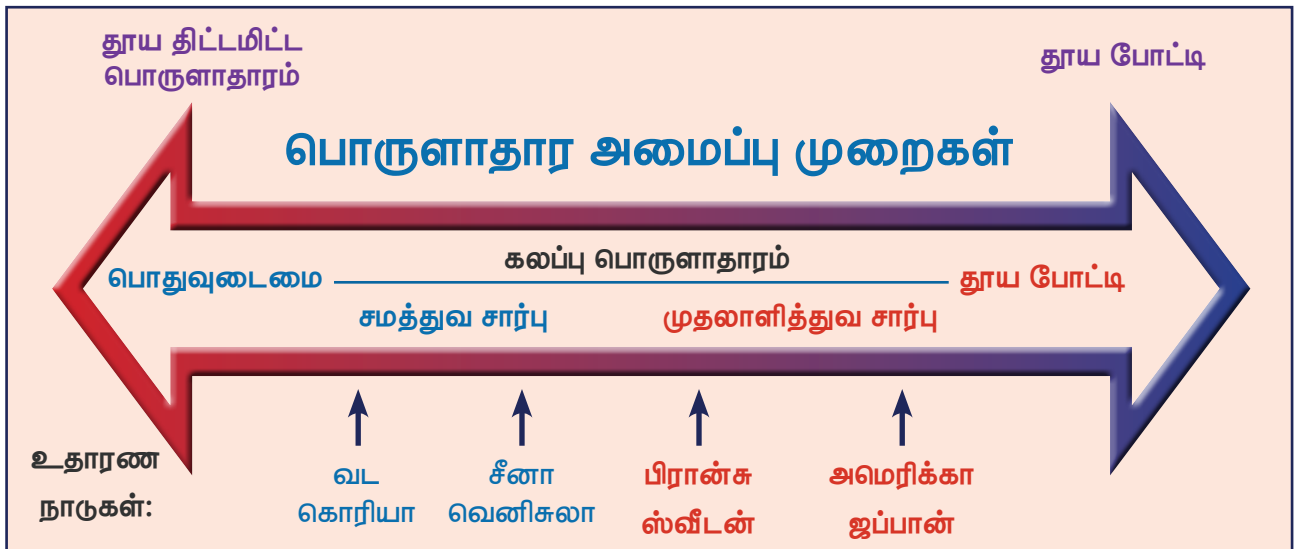 தூய திட்டமிட்ட
பொருளாதாரம்
தூய போட்டி
பொருளாதார அமைப்பு முறைகள்
கலப்பு பொருளாதாரம்
பொதுவுடைமை
தூய போட்டி
சமத்துவ சார்பு
முதலாளித்துவ சார்பு
உதாரண
நாடுகள்:
வட
கொரியா
சீனா
வெனிசுலா
பிரான்சு
ஸ்வீடன்
அமெரிக்கா
ஜப்பான்